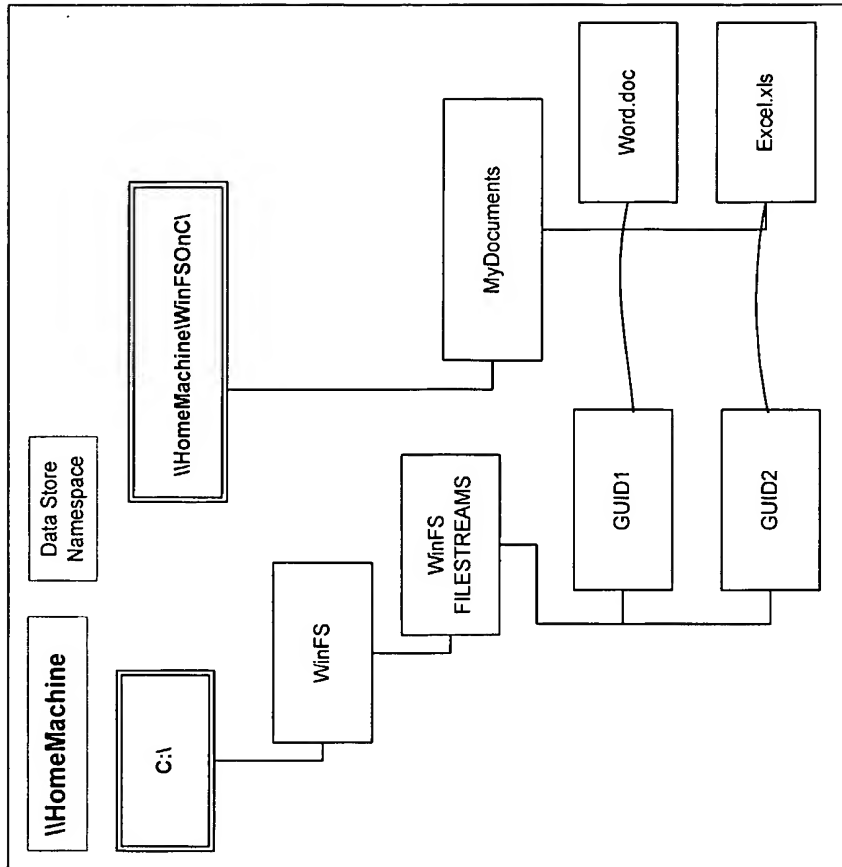 \\HomeMachine
Data Store
Namespace
C:\
\\HomeMachine\WinFSOnC\
WinFS
WinFS
FILESTREAMS
MyDocuments
GUID1
Word.doc
GUID2
Excel.xls